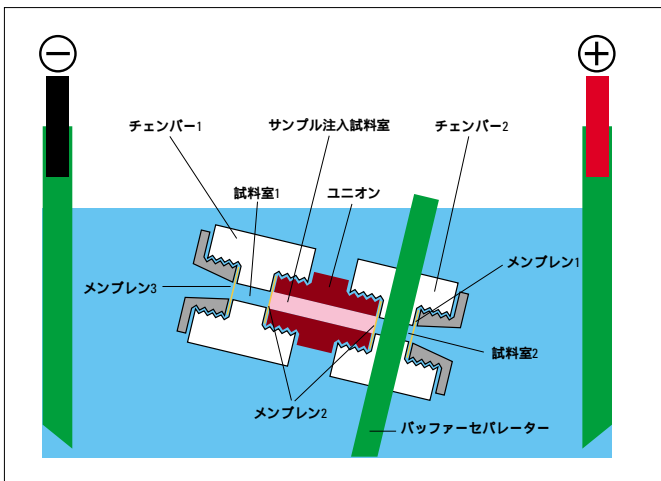 −
+
チェンバー1
サンプル注入試料室
チェンバー2
試料室1
ユニオン
メンブレン1
メンブレン3
試料室2
メンブレン2
バッファーセパレーター